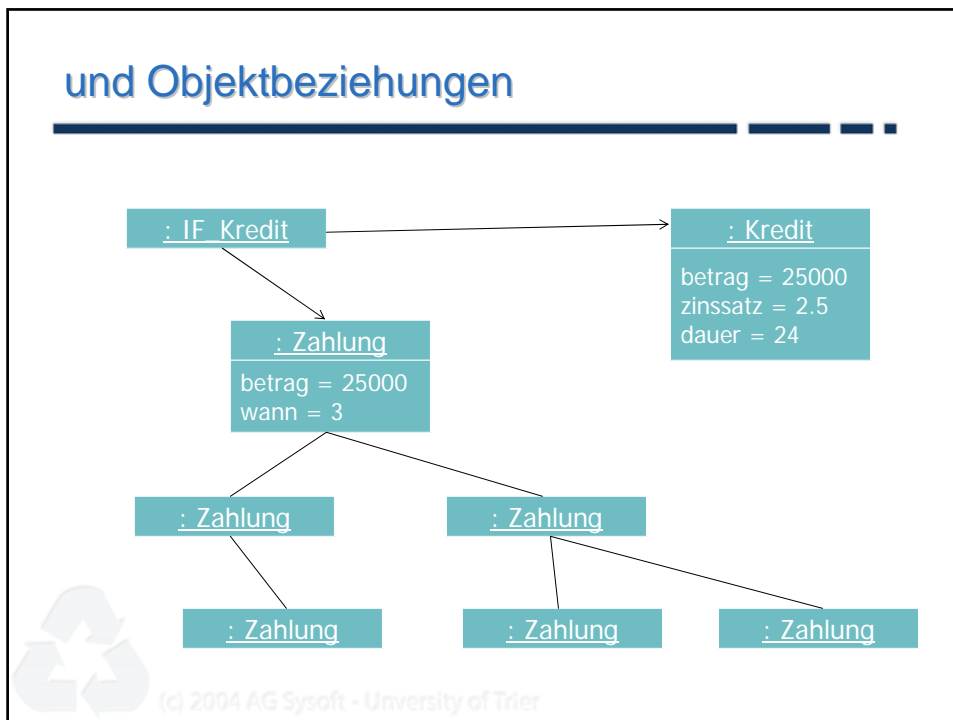 und Objektbeziehungen
: IF_Kredit
: Kredit
betrag = 25000
zinssatz = 2.5
dauer = 24
: Zahlung
betrag = 25000
wann = 3
: Zahlung
: Zahlung
: Zahlung
: Zahlung
: Zahlung
(c) 2004 AG Sysoft - Unversity of Trier